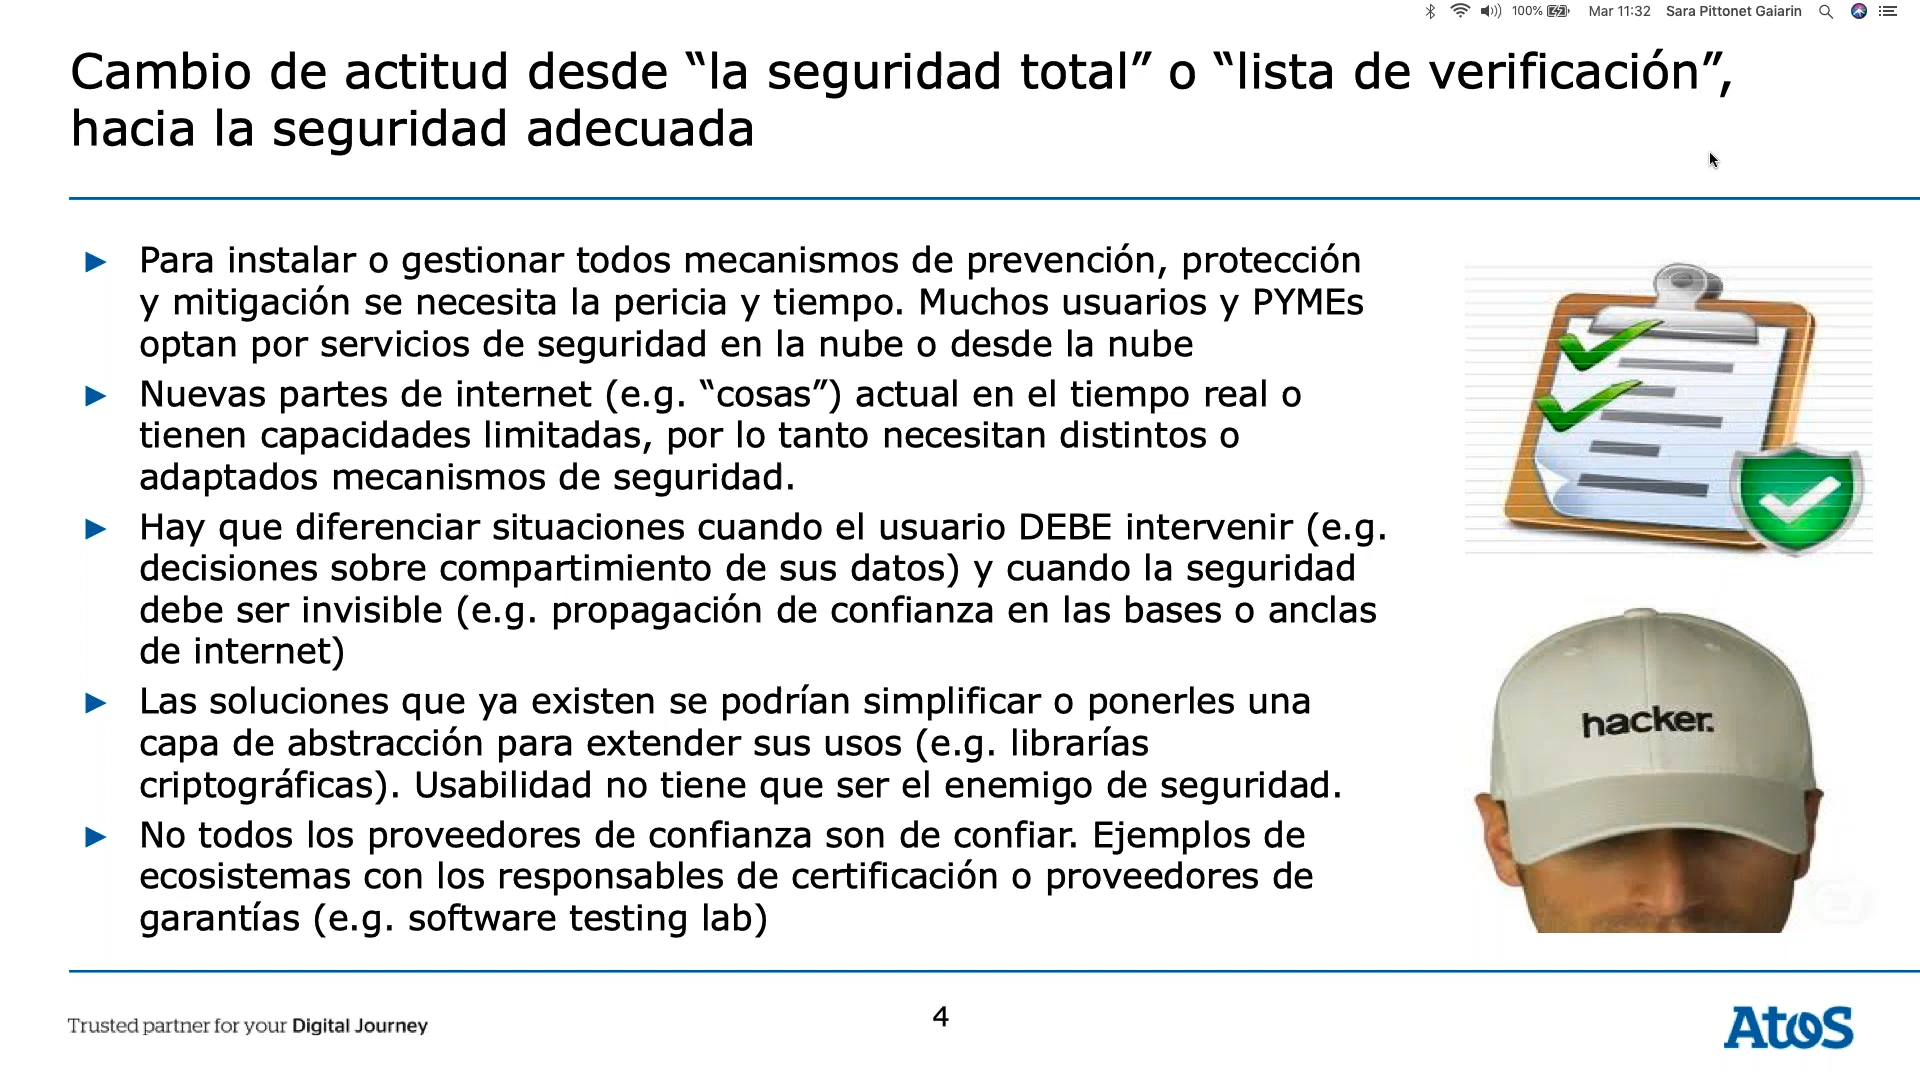 100% Mar 11:32 Sara Pittonet Gaiarin
Cambio de actitud desde “la seguridad total” o “lista de verificación”,
hacia la seguridad adecuada
► Para instalar o gestionar todos mecanismos de prevención, protección
y mitigación se necesita la pericia y tiempo. Muchos usuarios y PYMEs
optan por servicios de seguridad en la nube o desde la nube
► Nuevas partes de internet (e.g. “cosas”) actual en el tiempo real o
tienen capacidades limitadas, por lo tanto necesitan distintos o
adaptados mecanismos de seguridad.
► Hay que diferenciar situaciones cuando el usuario DEBE intervenir (e.g.
decisiones sobre compartimiento de sus datos) y cuando la seguridad
debe ser invisible (e.g. propagación de confianza en las bases o anclas
de internet)
► Las soluciones que ya existen se podrían simplificar o ponerles una
capa de abstracción para extender sus usos (e.g. librarías
criptográficas). Usabilidad no tiene que ser el enemigo de seguridad.
► No todos los proveedores de confianza son de confiar. Ejemplos de
ecosistemas con los responsables de certificación o proveedores de
garantías (e.g. software testing lab)
hacker.
Trusted partner for your Digital Journey
4
Atos